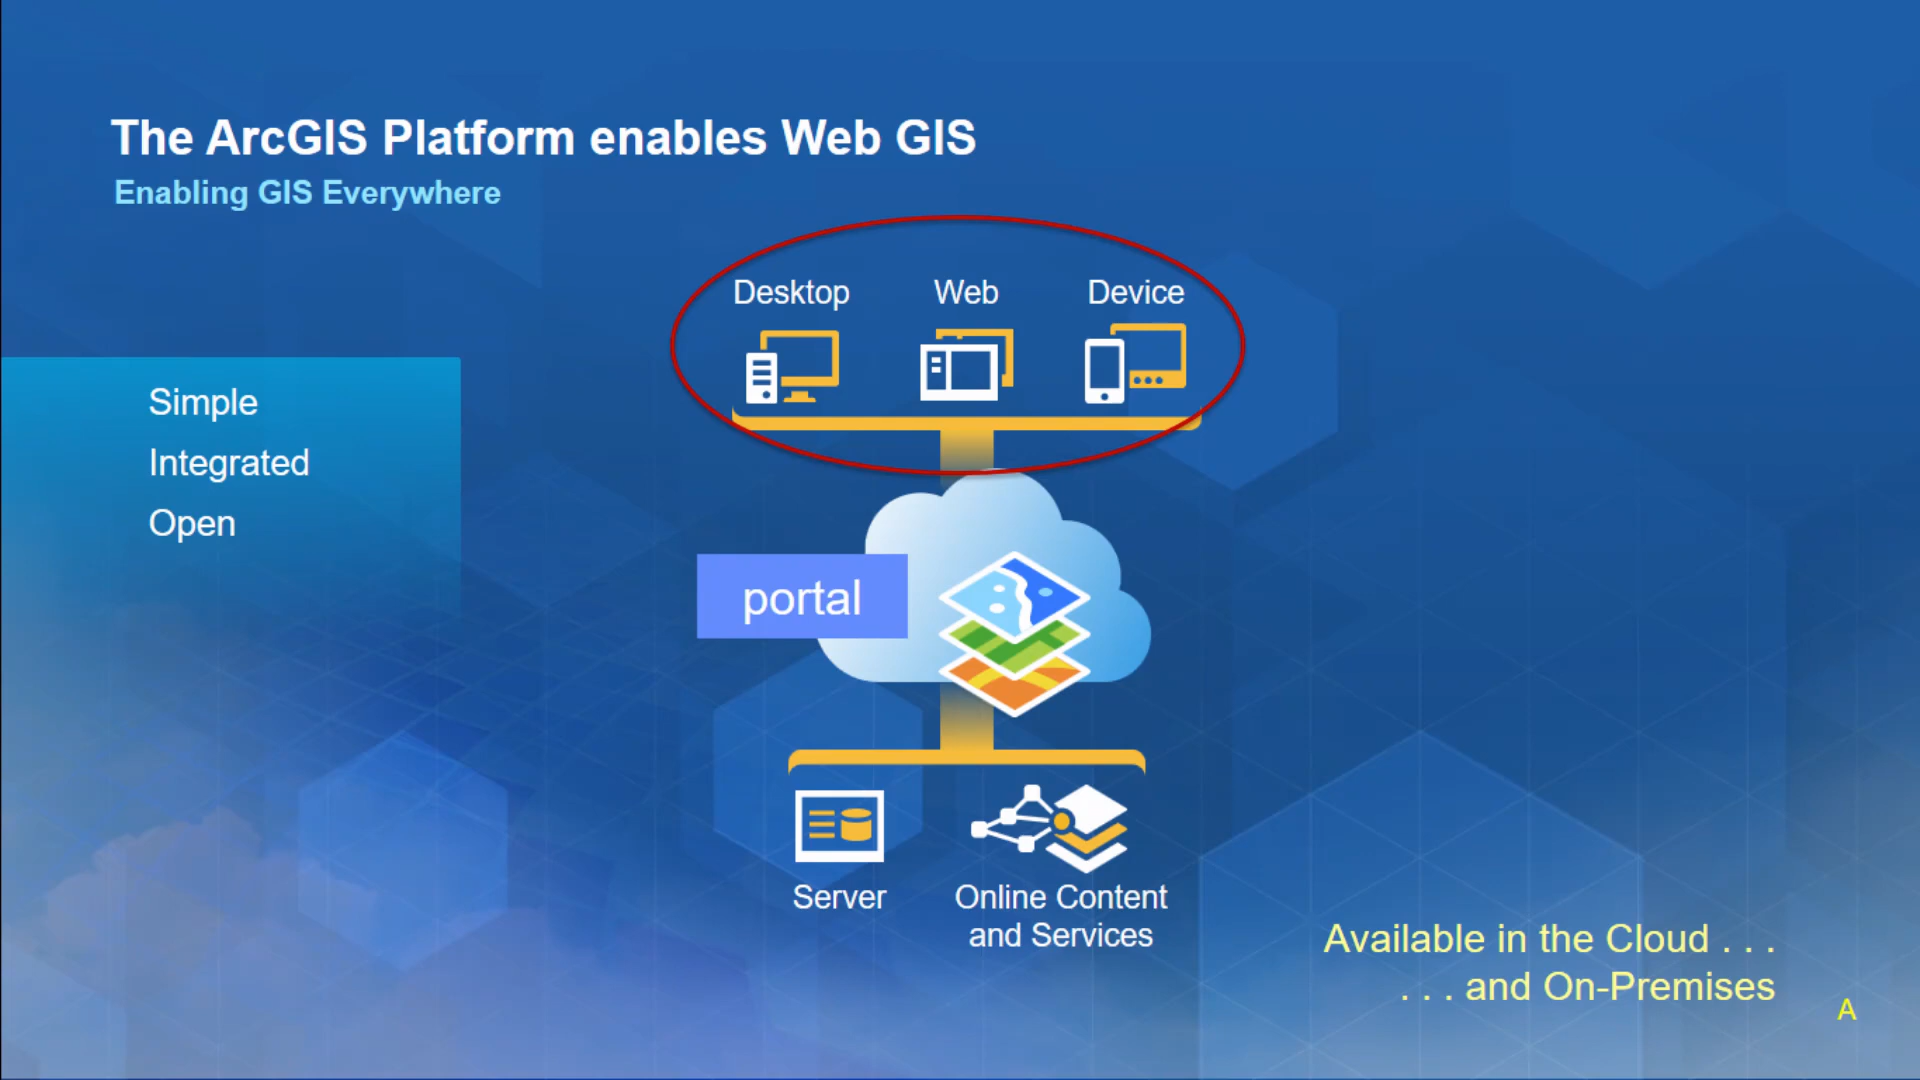 The ArcGIS Platform enables Web GIS
Enabling GIS Everywhere
Desktop
Web
Device
Simple
Integrated
Open
portal
Server
Online Content
and Services
Available in the Cloud . . .
. . . and On-Premises
A